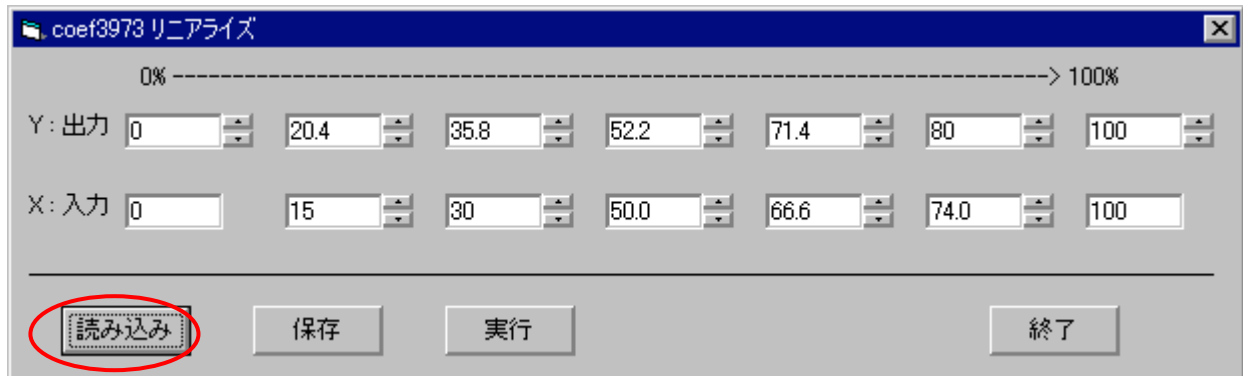 coef3973 リニアライズ
0% ------------------------------------------------------------------------> 100%
Y : 出力 0 20.4 35.8 52.2 71.4 80 100
X : 入力 0 15 30 50.0 66.6 74.0 100
読み込み 保存 実行 終了